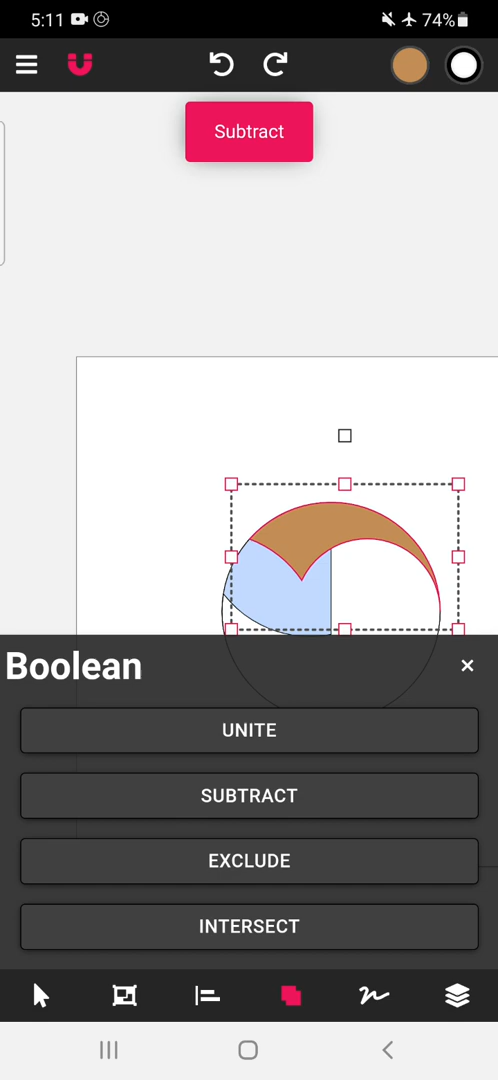 5:11 74%
Subtract
Boolean
UNITE
SUBTRACT
EXCLUDE
INTERSECT